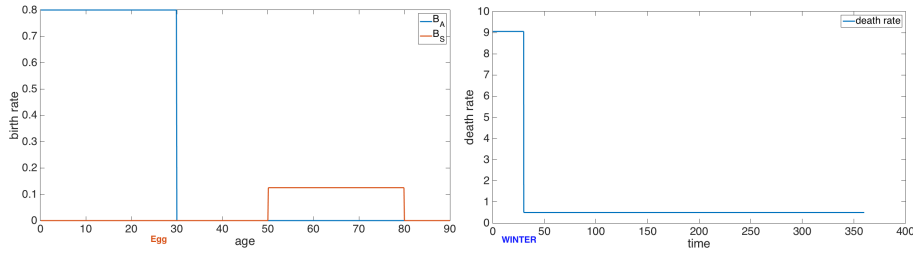 0.8
0.7
0.6
0.5
0.4
0.3
0.2
0.1
0
birth rate
B_A
B_S
0 10 20 30 40 50 60 70 80 90
Egg
age
10
9
8
7
6
5
4
3
2
1
0
death rate
death rate
0 50 100 150 200 250 300 350 400
WINTER
time